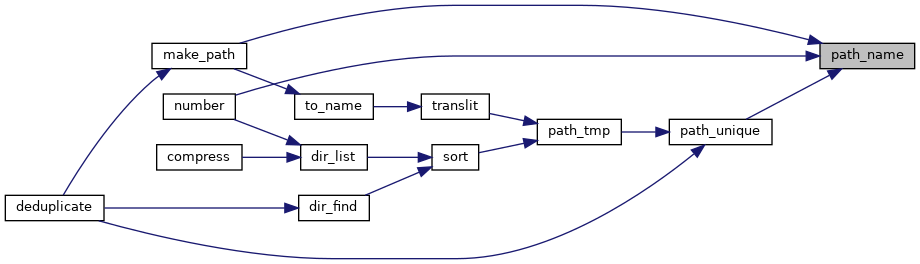 make_path
path_name
number
to_name
translit
path_tmp
path_unique
compress
dir_list
sort
deduplicate
dir_find